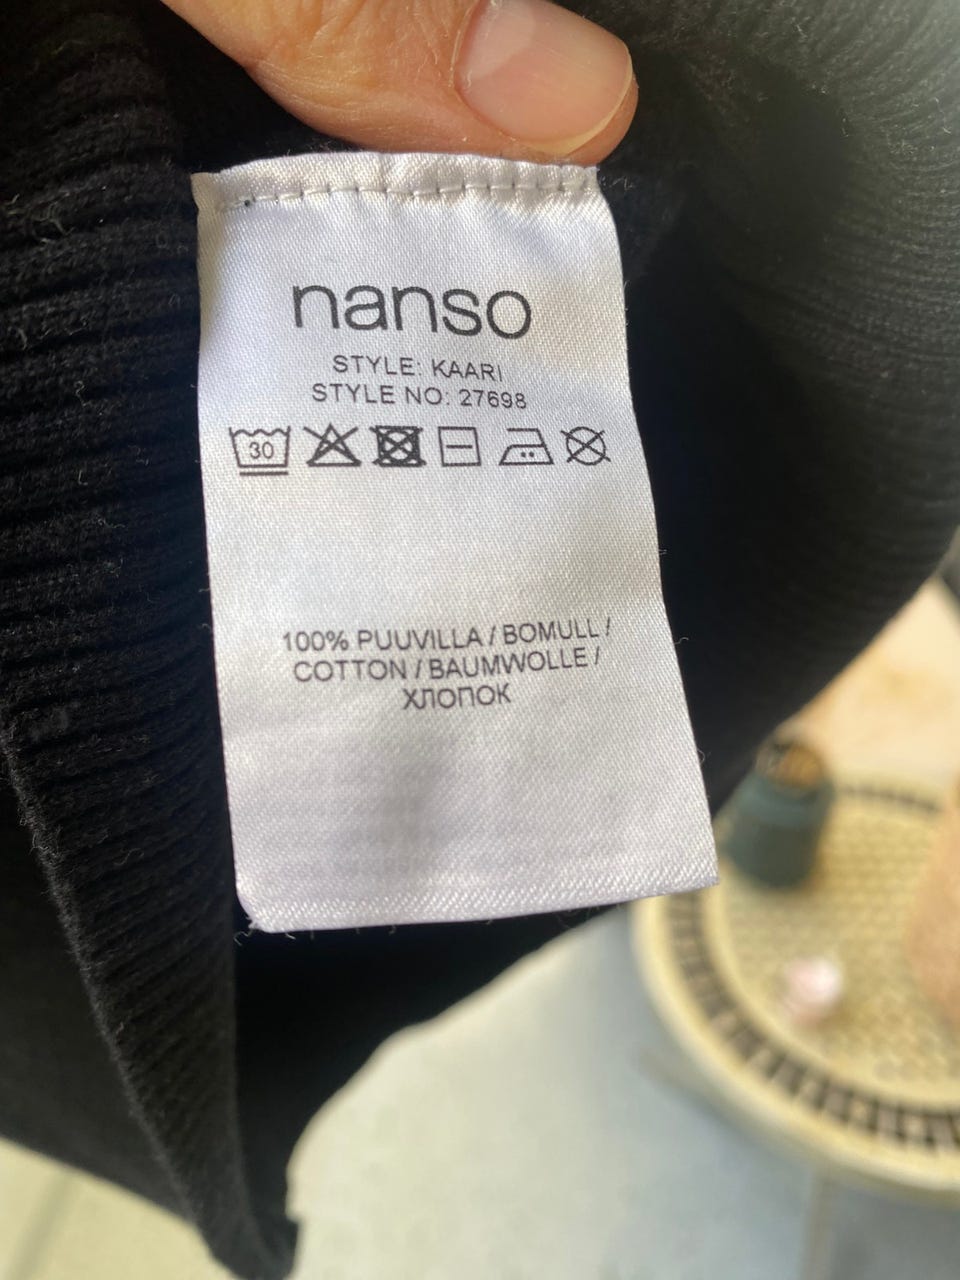 nanso
STYLE: KAARI
STYLE NO: 27698
30
100% PUUVILLA / BOMULL /
COTTON / BAUMWOLLE /
ХЛОПОК